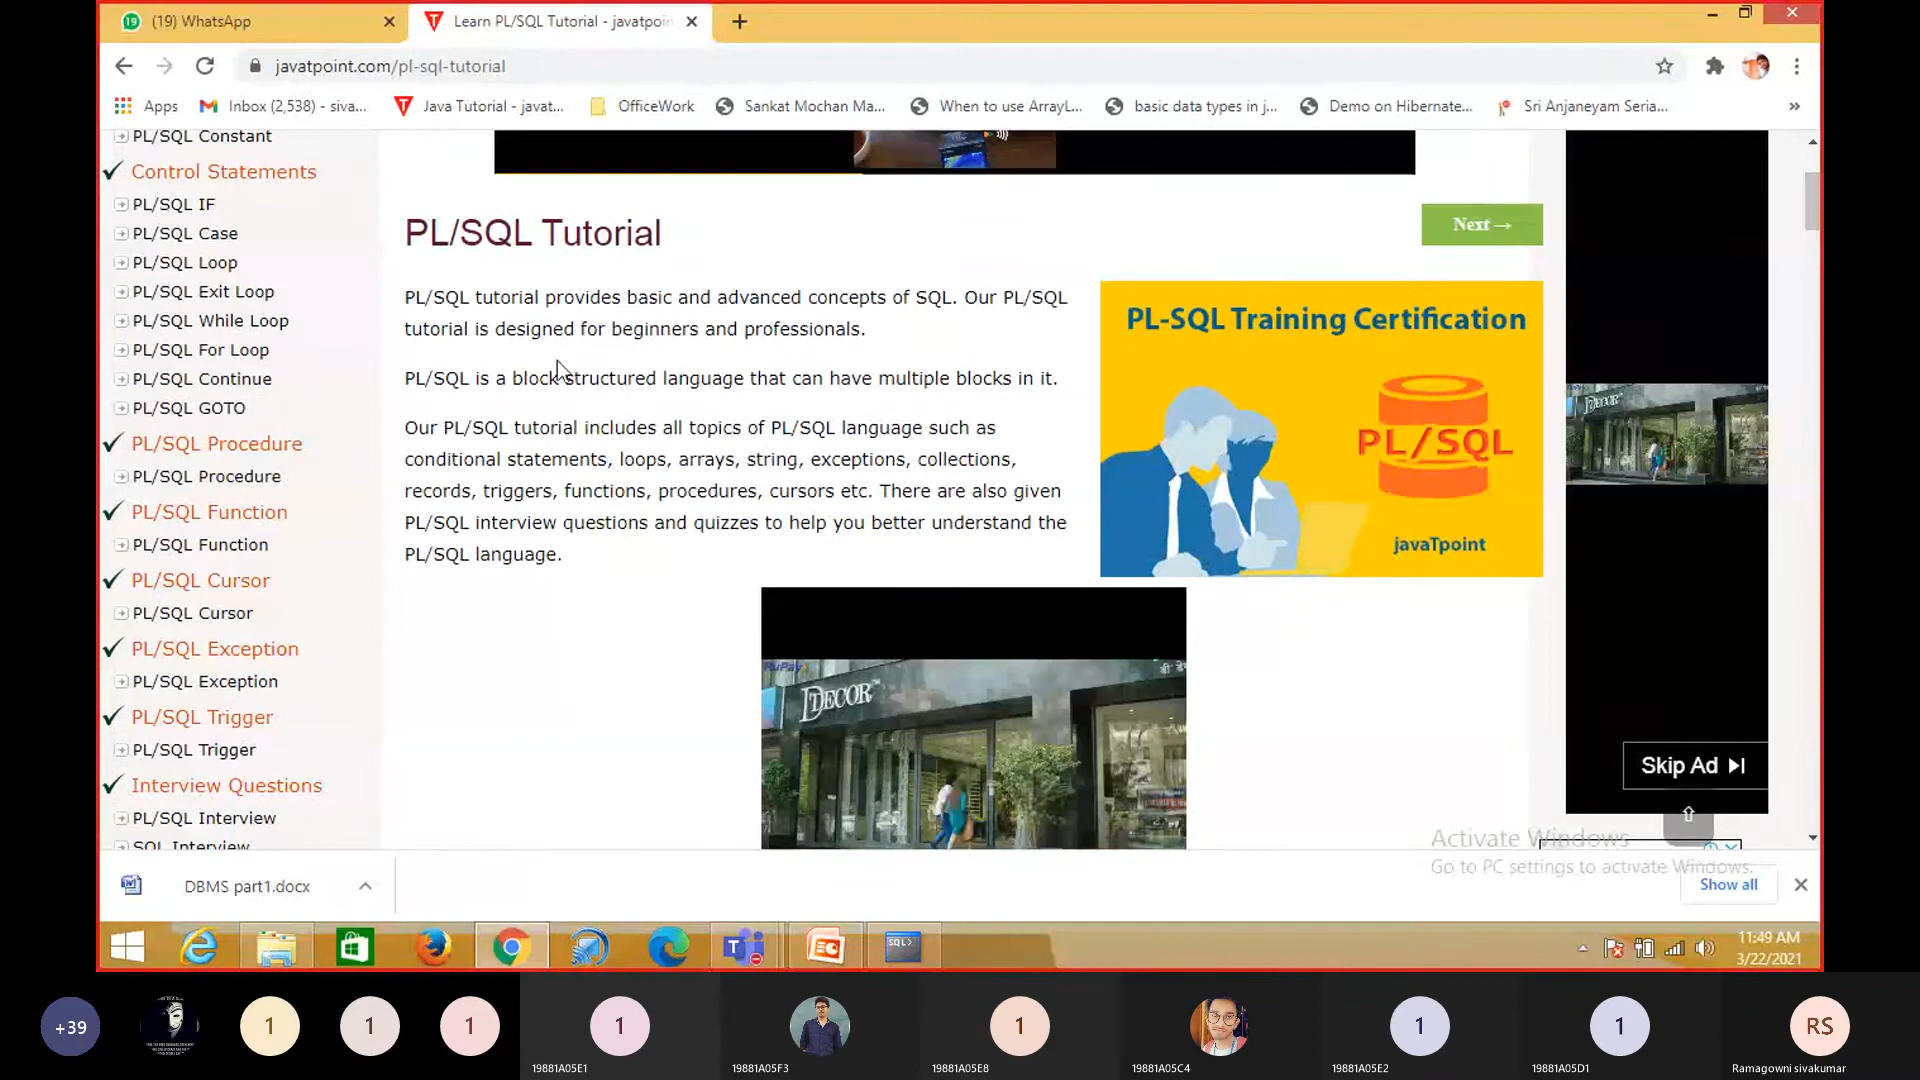 (19) WhatsApp
Learn PL/SQL Tutorial - javatpoin
javatpoint.com/pl-sql-tutorial
Apps
Inbox (2,538) - siva...
Java Tutorial - javat...
OfficeWork
Sankat Mochan Ma...
When to use ArrayL...
basic data types in j...
Demo on Hibernate...
Sri Anjaneyam Seria...
»
PL/SQL Constant
Control Statements
PL/SQL IF
PL/SQL Case
PL/SQL Loop
PL/SQL Exit Loop
PL/SQL While Loop
PL/SQL For Loop
PL/SQL Continue
PL/SQL GOTO
PL/SQL Procedure
PL/SQL Procedure
PL/SQL Function
PL/SQL Function
PL/SQL Cursor
PL/SQL Cursor
PL/SQL Exception
PL/SQL Exception
PL/SQL Trigger
PL/SQL Trigger
Interview Questions
PL/SQL Interview
SQL Interview
PL/SQL Tutorial
Next→
PL/SQL tutorial provides basic and advanced concepts of SQL. Our PL/SQL
tutorial is designed for beginners and professionals.
PL/SQL is a block structured language that can have multiple blocks in it.
Our PL/SQL tutorial includes all topics of PL/SQL language such as
conditional statements, loops, arrays, string, exceptions, collections,
records, triggers, functions, procedures, cursors etc. There are also given
PL/SQL interview questions and quizzes to help you better understand the
PL/SQL language.
PL-SQL Training Certification
PL/SQL
javaTpoint
RuPay
DDECOR
DDECOR
Skip Ad
Activate Windows
Go to PC settings to activate Windows.
DBMS part1.docx
Show all
SQL>
11:49 AM
3/22/2021
+39
1
1
1
1
19881A05E1
19881A05F3
1
19881A05E8
19881A05C4
1
19881A05E2
1
19881A05D1
RS
Ramagowni sivakumar